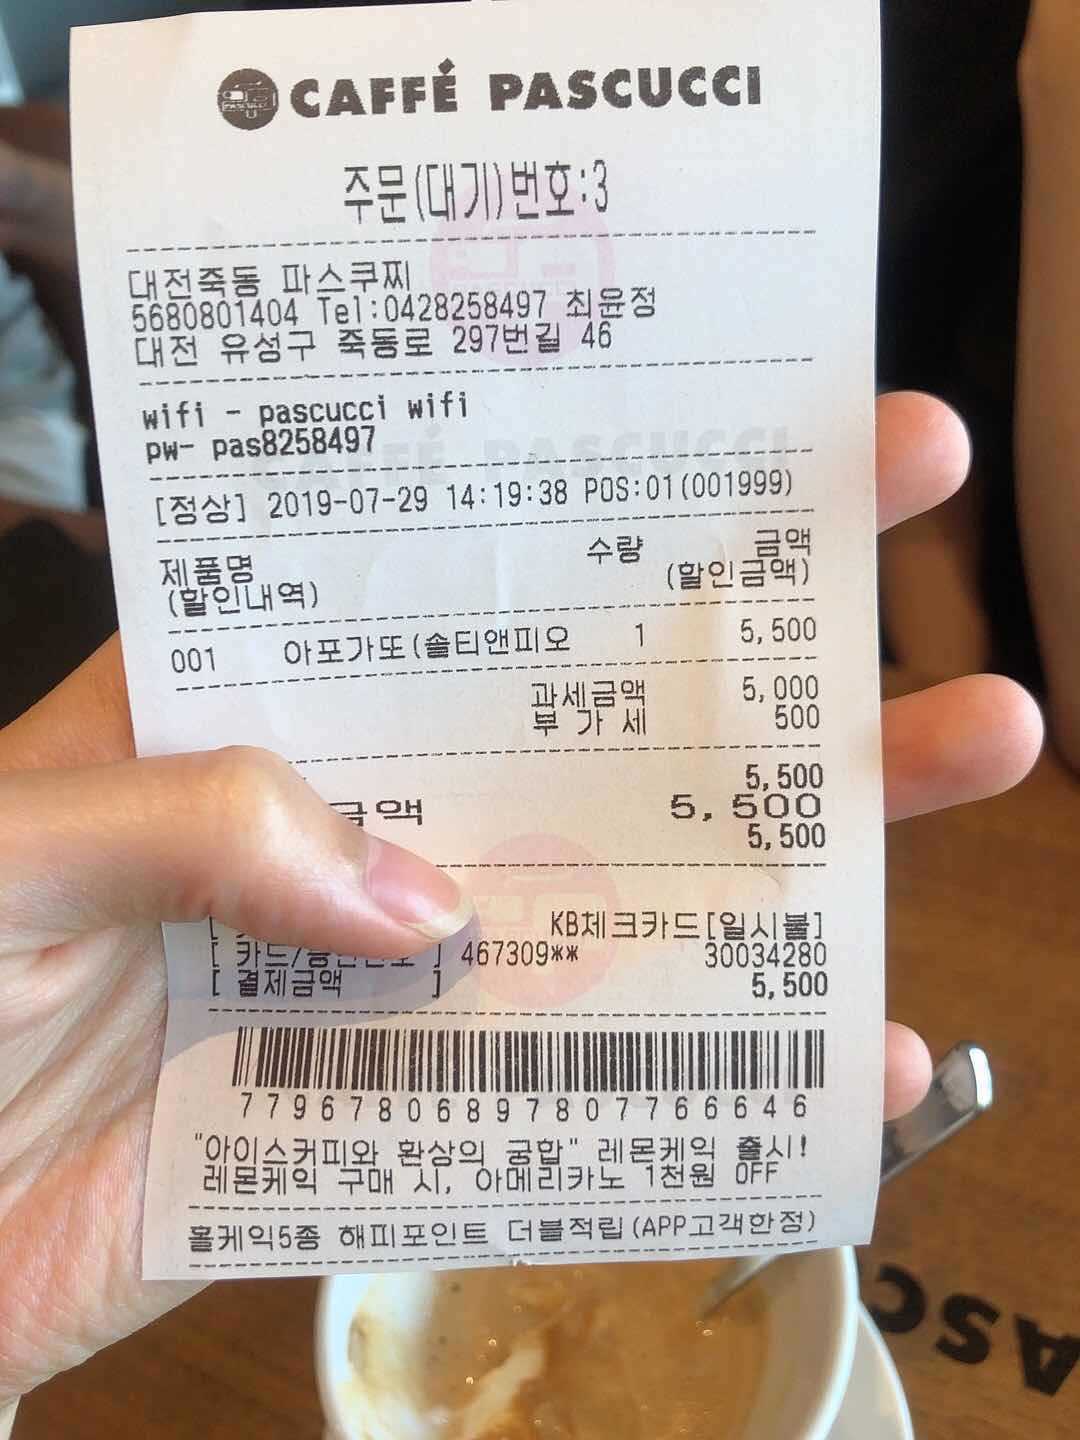 CAFFÉ PASCUCCI
주문(대기)번호:3
대전죽동 파스쿠찌
5680801404 Tel:0428258497 최윤정
대전 유성구 죽동로 297번길 46
wifi - pascucci wifi
pw- pas8258497
[정상] 2019-07-29 14:19:38 POS:01(001999)
제품명 수량 금액
(할인내역) (할인금액)
001 아포가또(솔티앤피오 1 5,500
과세금액 5,000
부 가 세 500
5,500
금액 5,500
5,500
[ KB체크카드[일시불]
[ 카드/승인번호 ] 467309** 30034280
[ 결제금액 ] 5,500
7796780689780776646
"아이스커피와 환상의 궁합" 레몬케익 출시!
레몬케익 구매 시, 아메리카노 1천원 OFF
홀케익5종 해피포인트 더블적립(APP고객한정)
ASC